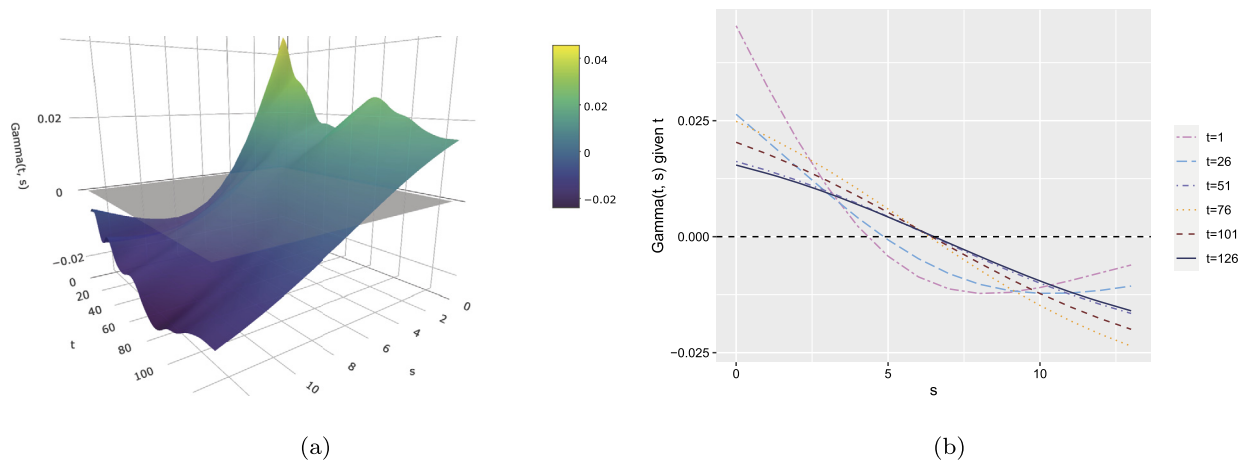 0.02
0
−0.02
Gamma(t, s)
0
20
40
60
80
100
t
10
8
6
4
2
0
s
0.04
0.02
0
−0.02
(a)
Gamma(t, s) given t
0.025
0.000
−0.025
0
5
10
s
t=1
t=26
t=51
t=76
t=101
t=126
(b)